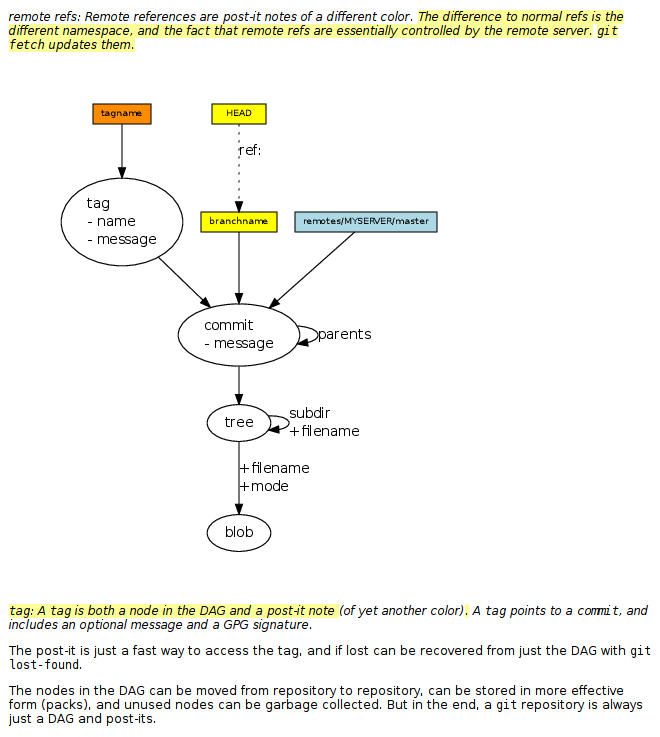 remote refs: Remote references are post-it notes of a different color. The difference to normal refs is the
different namespace, and the fact that remote refs are essentially controlled by the remote server. git
fetch updates them.
tagname
HEAD
ref:
tag
- name
- message
branchname
remotes/MYSERVER/master
commit
- message
parents
tree
subdir
+filename
+filename
+mode
blob
tag: A tag is both a node in the DAG and a post-it note (of yet another color). A tag points to a commit, and
includes an optional message and a GPG signature.
The post-it is just a fast way to access the tag, and if lost can be recovered from just the DAG with git
lost-found.
The nodes in the DAG can be moved from repository to repository, can be stored in more effective
form (packs), and unused nodes can be garbage collected. But in the end, a git repository is always
just a DAG and post-its.